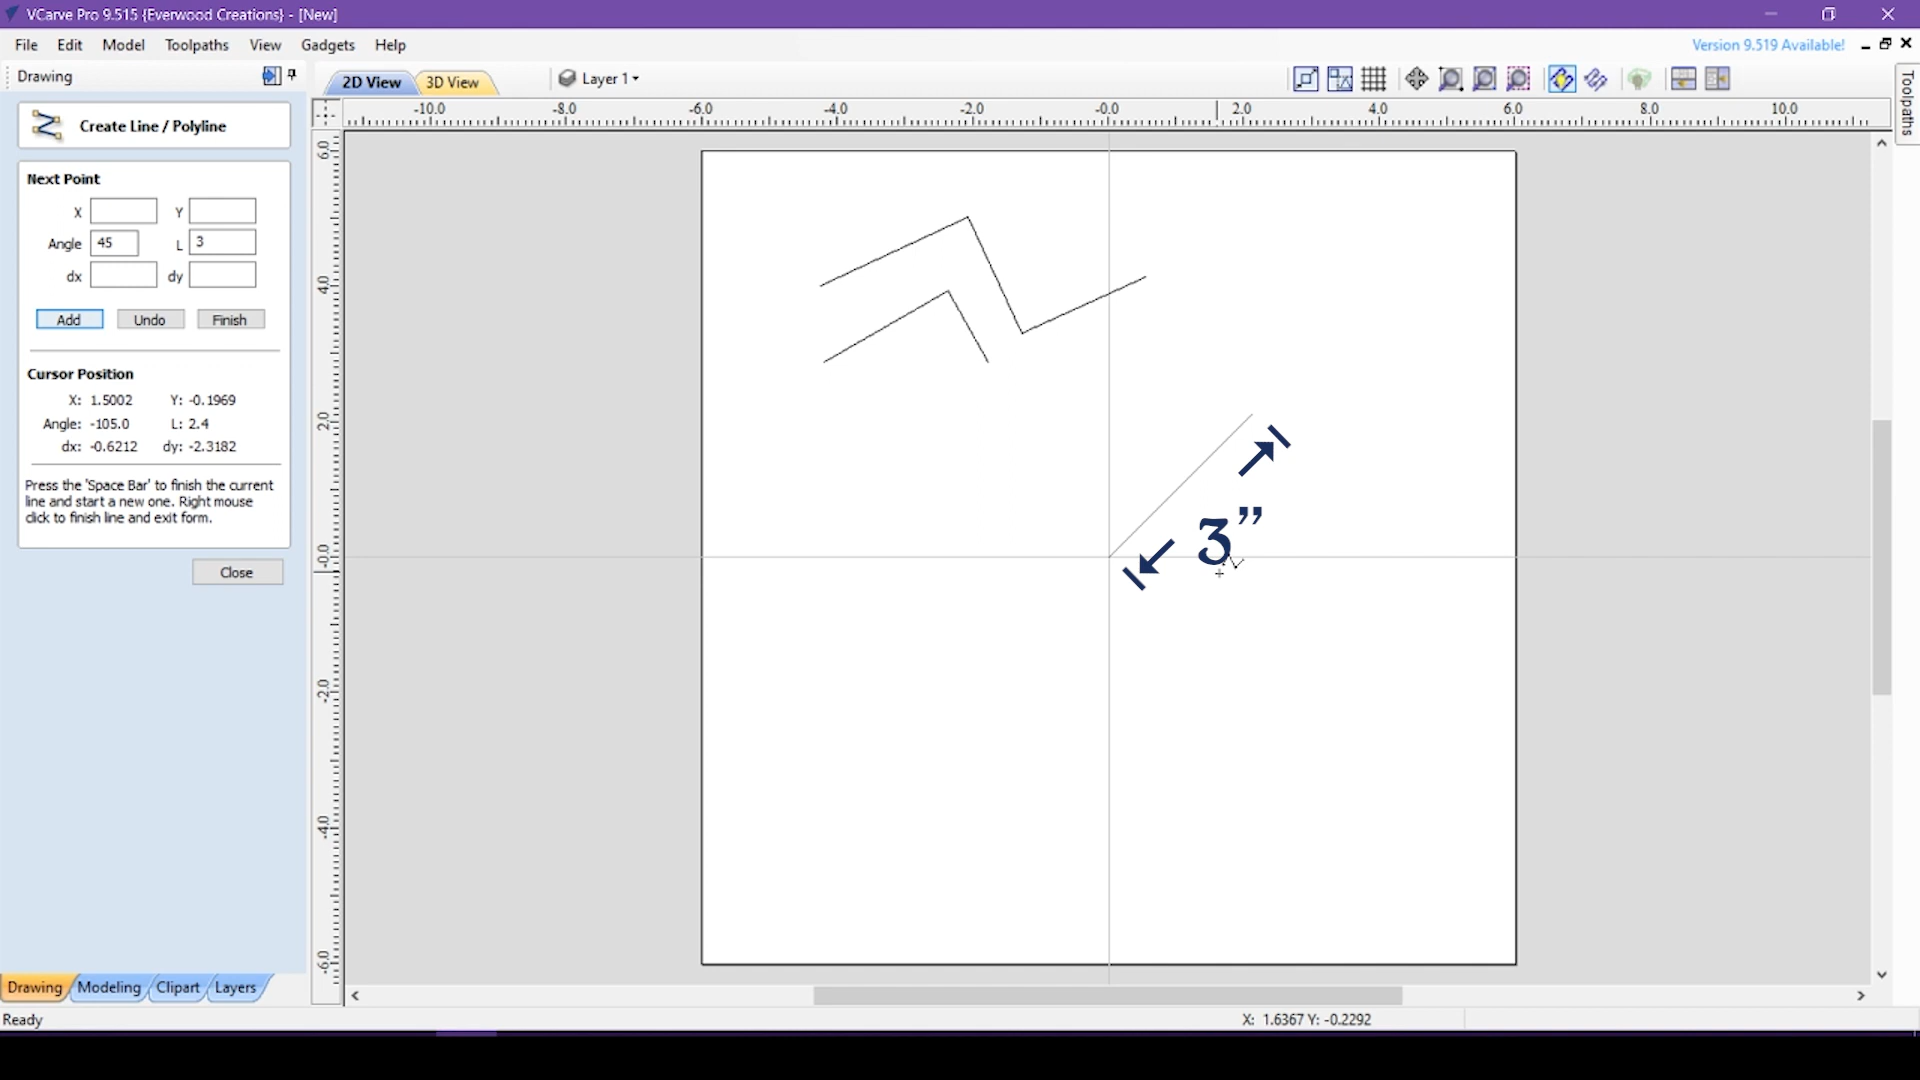 VCarve Pro 9.515 {Everwood Creations} - [New]
File Edit Model Toolpaths View Gadgets Help
Version 9.519 Available!
Drawing
2D View 3D View Layer 1
Toolpaths
Create Line / Polyline
-10.0 -8.0 -6.0 -4.0 -2.0 -0.0 2.0 4.0 6.0 8.0 10.0
6.0
4.0
2.0
-0.0
-2.0
-4.0
-6.0
Next Point
X Y
Angle 45 L 3
dx dy
Add Undo Finish
Cursor Position
X: 1.5002 Y: -0.1969
Angle: -105.0 L: 2.4
dx: -0.6212 dy: -2.3182
Press the 'Space Bar' to finish the current
line and start a new one. Right mouse
click to finish line and exit form.
Close
3”
Drawing Modeling Clipart Layers
Ready
X: 1.6367 Y: -0.2292